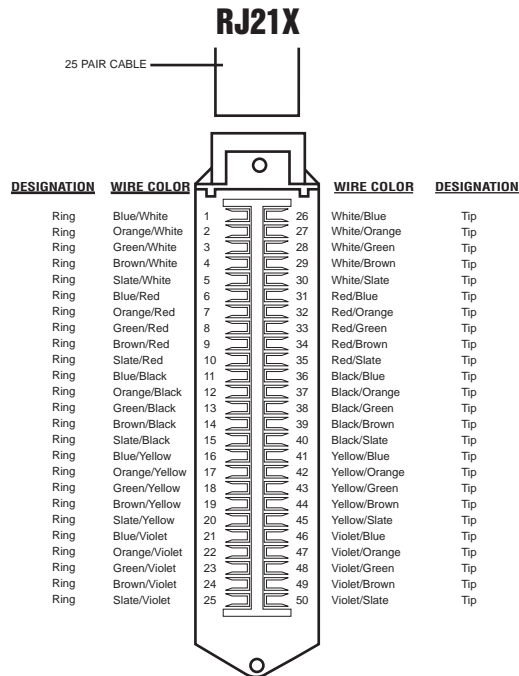 RJ21X
25 PAIR CABLE
DESIGNATION WIRE COLOR WIRE COLOR DESIGNATION
Ring Blue/White 1 26 White/Blue Tip
Ring Orange/White 2 27 White/Orange Tip
Ring Green/White 3 28 White/Green Tip
Ring Brown/White 4 29 White/Brown Tip
Ring Slate/White 5 30 White/Slate Tip
Ring Blue/Red 6 31 Red/Blue Tip
Ring Orange/Red 7 32 Red/Orange Tip
Ring Green/Red 8 33 Red/Green Tip
Ring Brown/Red 9 34 Red/Brown Tip
Ring Slate/Red 10 35 Red/Slate Tip
Ring Blue/Black 11 36 Black/Blue Tip
Ring Orange/Black 12 37 Black/Orange Tip
Ring Green/Black 13 38 Black/Green Tip
Ring Brown/Black 14 39 Black/Brown Tip
Ring Slate/Black 15 40 Black/Slate Tip
Ring Blue/Yellow 16 41 Yellow/Blue Tip
Ring Orange/Yellow 17 42 Yellow/Orange Tip
Ring Green/Yellow 18 43 Yellow/Green Tip
Ring Brown/Yellow 19 44 Yellow/Brown Tip
Ring Slate/Yellow 20 45 Yellow/Slate Tip
Ring Blue/Violet 21 46 Violet/Blue Tip
Ring Orange/Violet 22 47 Violet/Orange Tip
Ring Green/Violet 23 48 Violet/Green Tip
Ring Brown/Violet 24 49 Violet/Brown Tip
Ring Slate/Violet 25 50 Violet/Slate Tip